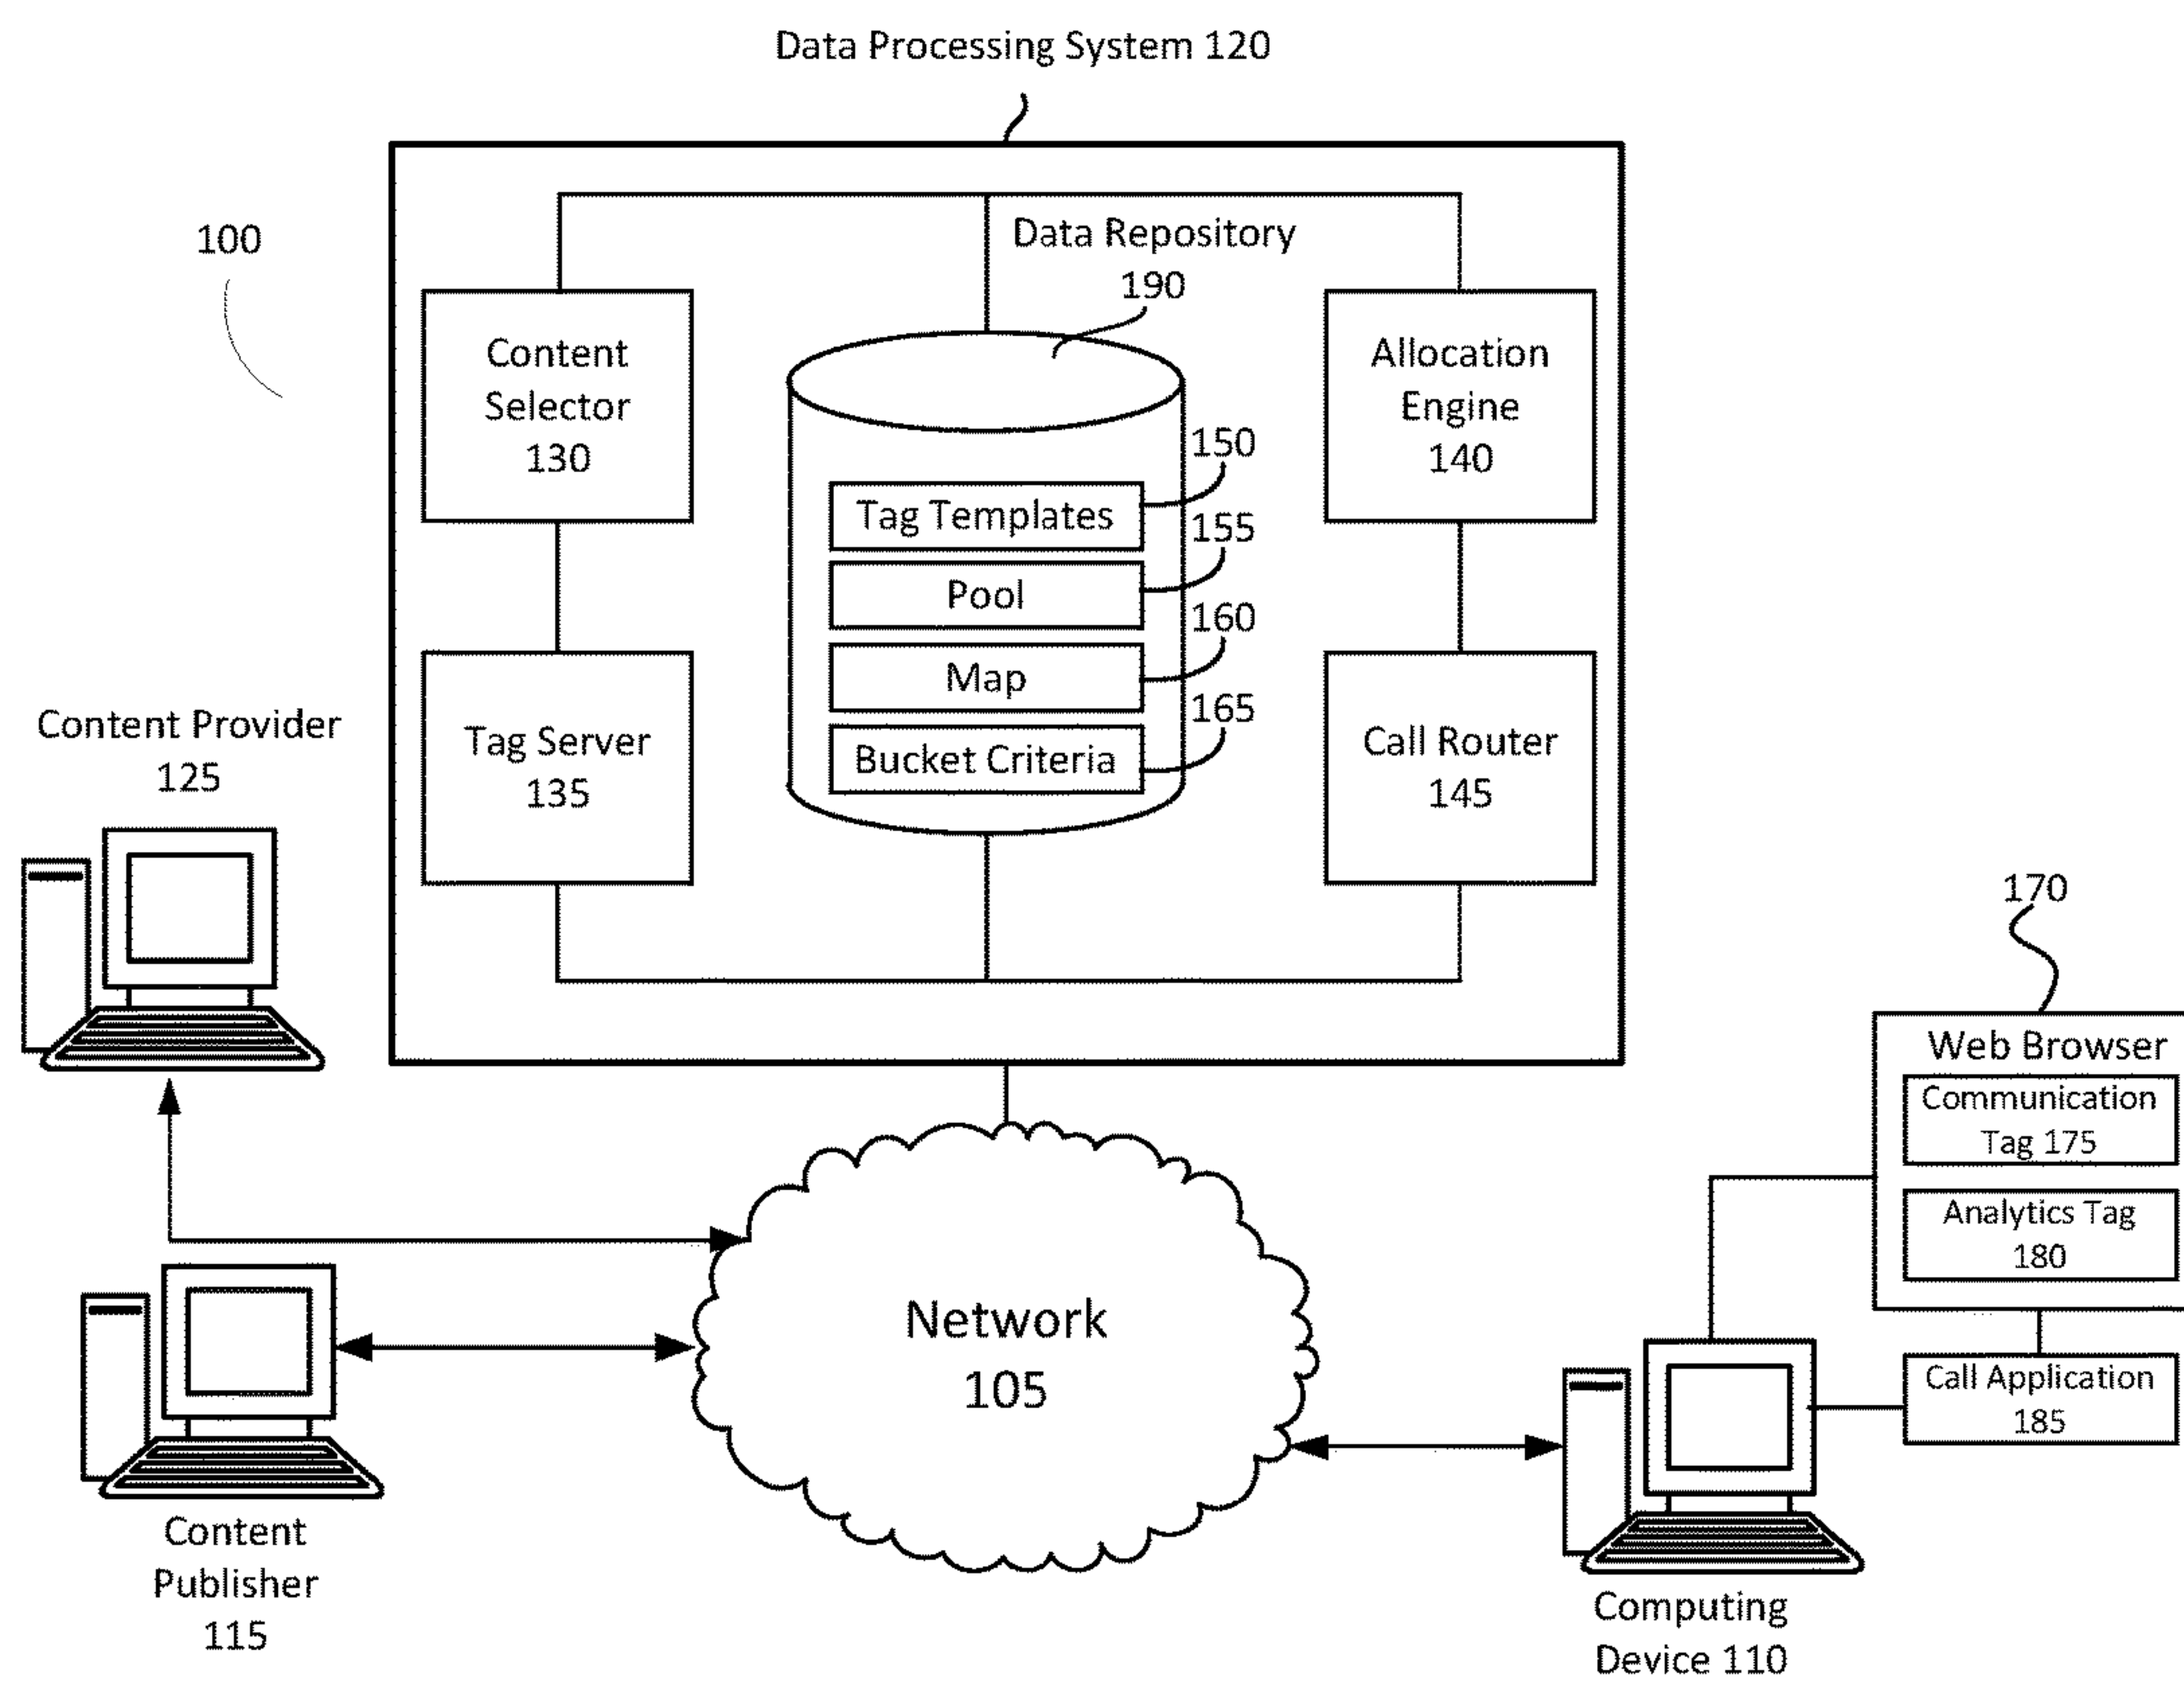 Data Processing System 120
100
Data Repository
190
Content
Selector
130
Allocation
Engine
140
150
Tag Templates
155
Pool
160
Map
165
Bucket Criteria
Tag Server
135
Call Router
145
Content Provider
125
170
Web Browser
Communication
Tag 175
Analytics Tag
180
Call Application
185
Network
105
Content
Publisher
115
Computing
Device 110